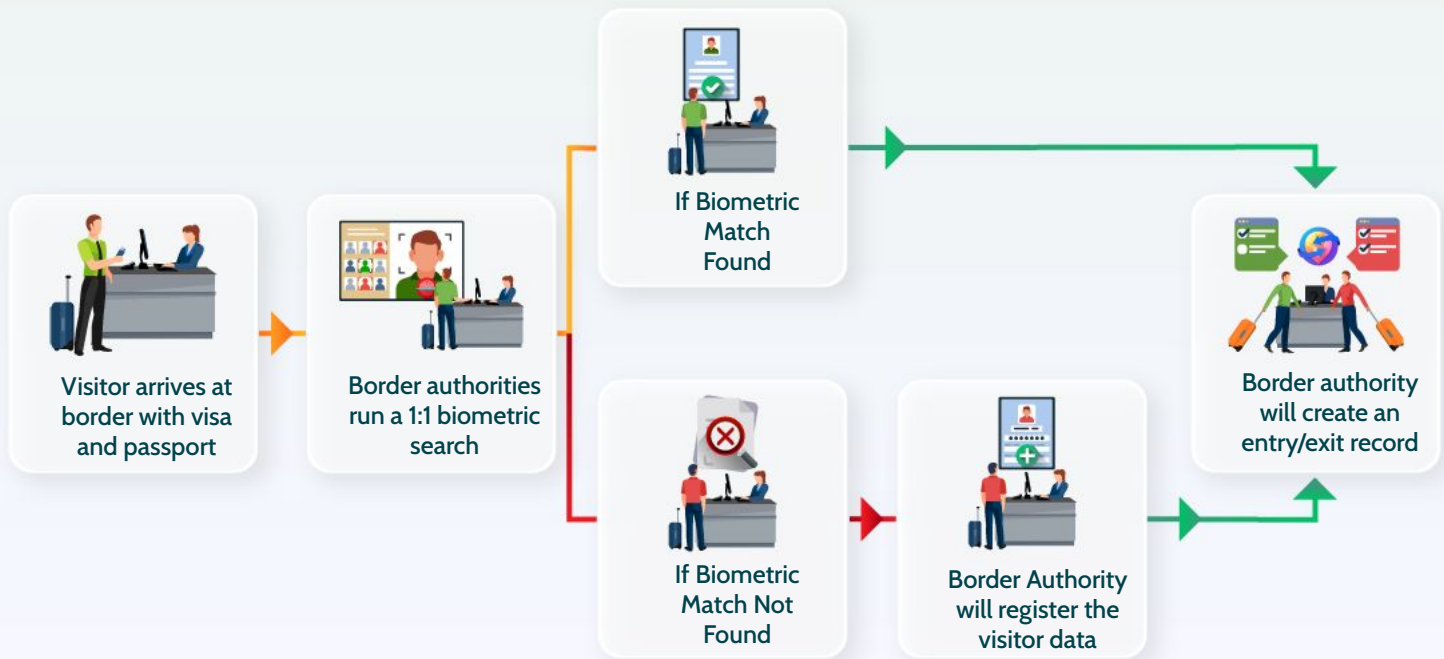 Visitor arrives at
border with visa
and passport
Border authorities
run a 1:1 biometric
search
If Biometric
Match
Found
If Biometric
Match Not
Found
Border Authority
will register the
visitor data
Border authority
will create an
entry/exit record